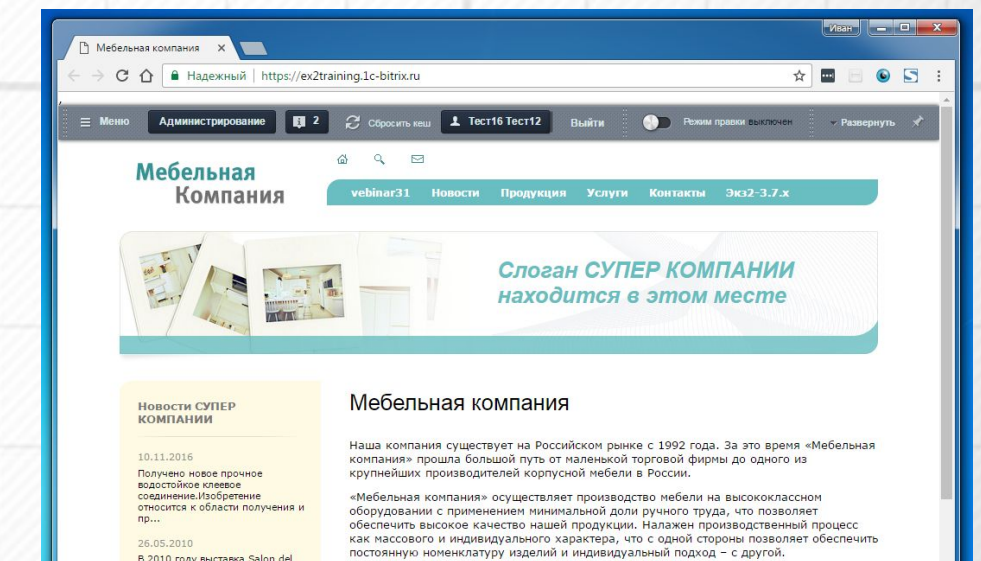 Иван
Мебельная компания
Надежный | https://ex2training.1c-bitrix.ru
Меню Администрирование 2 Сбросить кеш Тест16 Тест12 Выйти Режим правки выключен Развернуть
Мебельная
Компания
vebinar31 Новости Продукция Услуги Контакты Экз2-3.7.x
Слоган СУПЕР КОМПАНИИ
находится в этом месте
Новости СУПЕР
КОМПАНИИ
10.11.2016
Получено новое прочное
водостойкое клеевое
соединение.Изобретение
относится к области получения и
пр...
26.05.2010
В 2010 году выставка Salon del
Мебельная компания
Наша компания существует на Российском рынке с 1992 года. За это время «Мебельная
компания» прошла большой путь от маленькой торговой фирмы до одного из
крупнейших производителей корпусной мебели в России.
«Мебельная компания» осуществляет производство мебели на высококлассном
оборудовании с применением минимальной доли ручного труда, что позволяет
обеспечить высокое качество нашей продукции. Налажен производственный процесс
как массового и индивидуального характера, что с одной стороны позволяет обеспечить
постоянную номенклатуру изделий и индивидуальный подход – с другой.